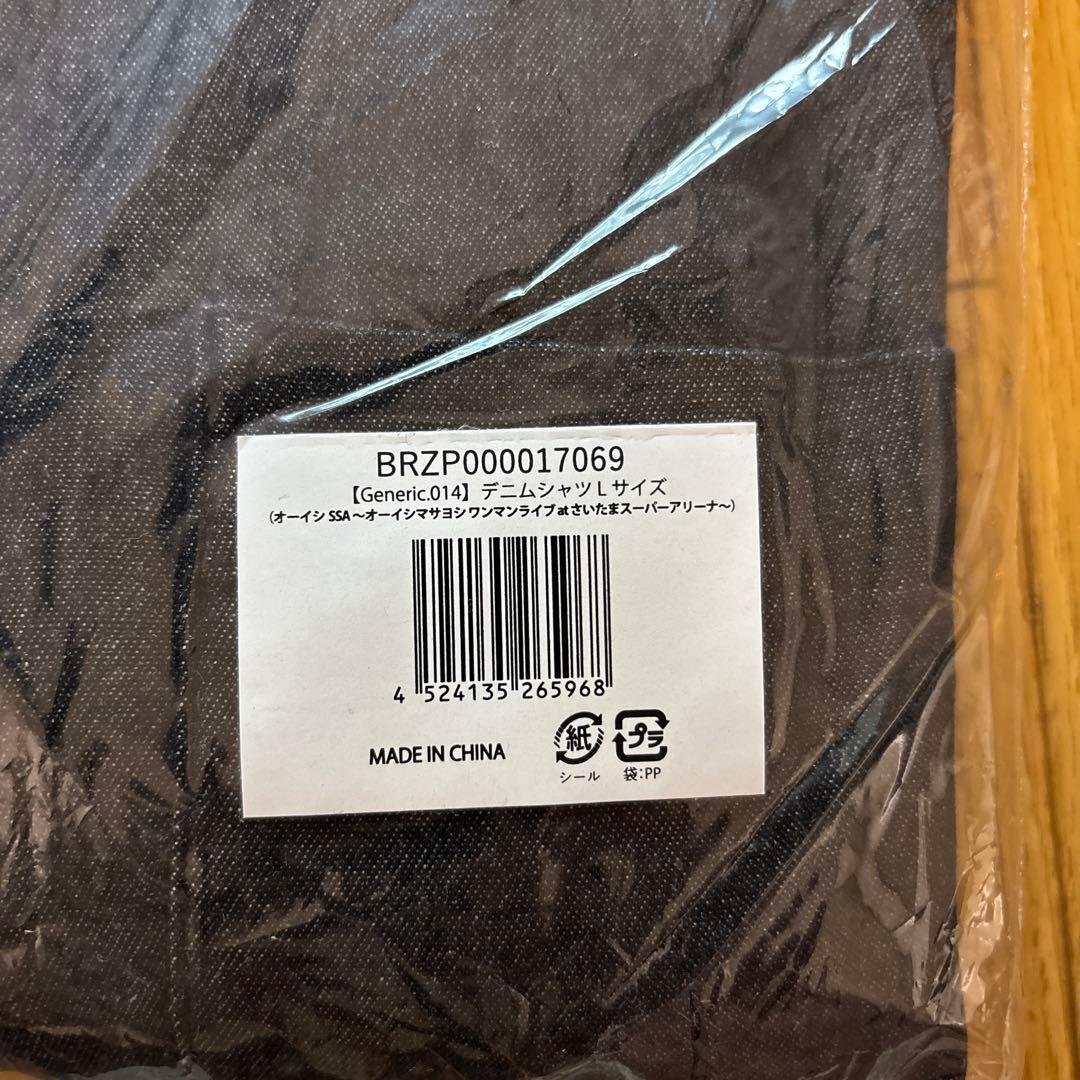 BRZP000017069
【Generic.014】デニムシャツ L サイズ
（オーイシ SSA ～オーイシマサヨシ ワンマンライブ at さいたまスーパーアリーナ～）
4 524135 265968
MADE IN CHINA
紙
プラ
シール
袋:PP